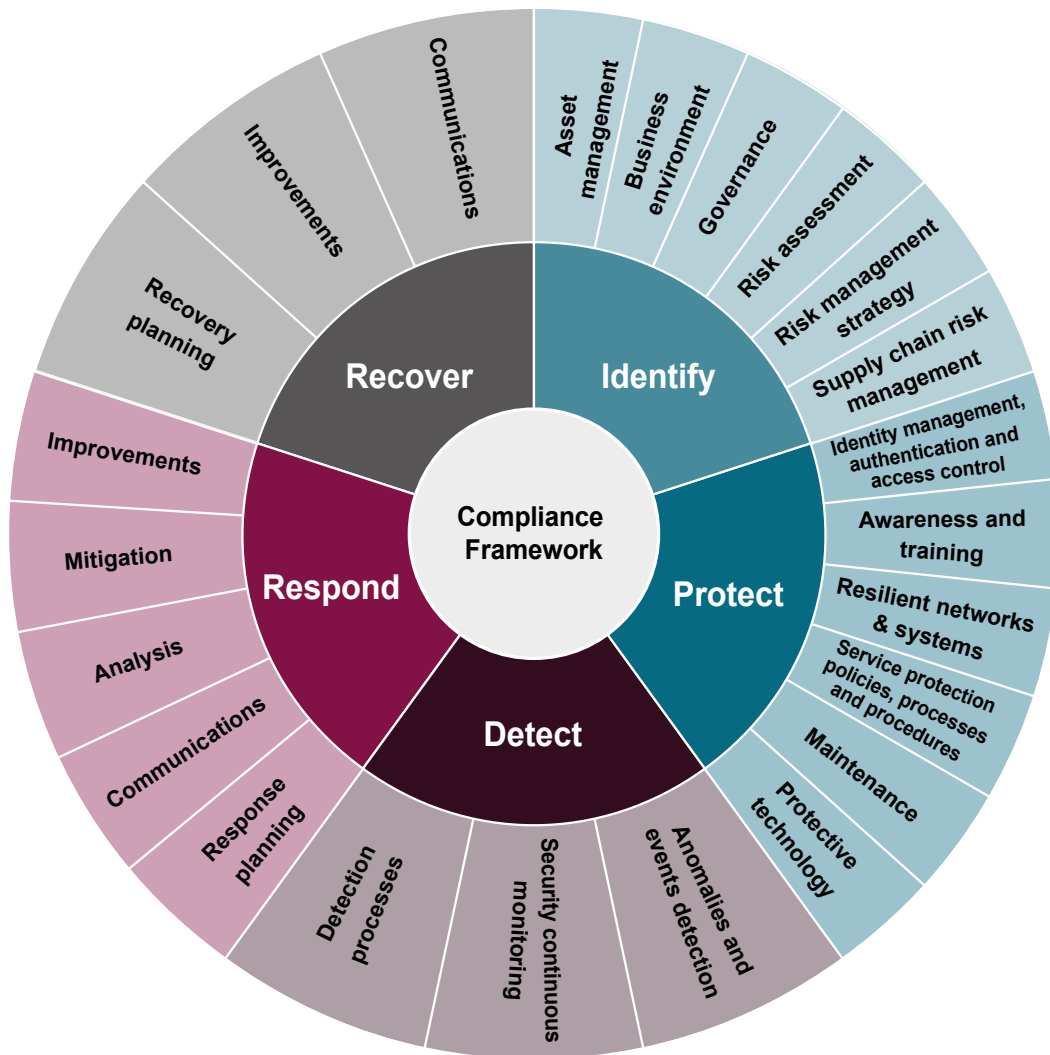 Compliance
Framework
Identify
Asset
management
Business
environment
Governance
Risk assessment
Risk management
strategy
Supply chain risk
management
Protect
Identity management,
authentication and
access control
Awareness and
training
Resilient networks
& systems
Service protection
policies, processes
and procedures
Maintenance
Protective
technology
Detect
Anomalies and
events detection
Security continuous
monitoring
Detection
processes
Respond
Response
planning
Communications
Analysis
Mitigation
Improvements
Recover
Recovery
planning
Improvements
Communications